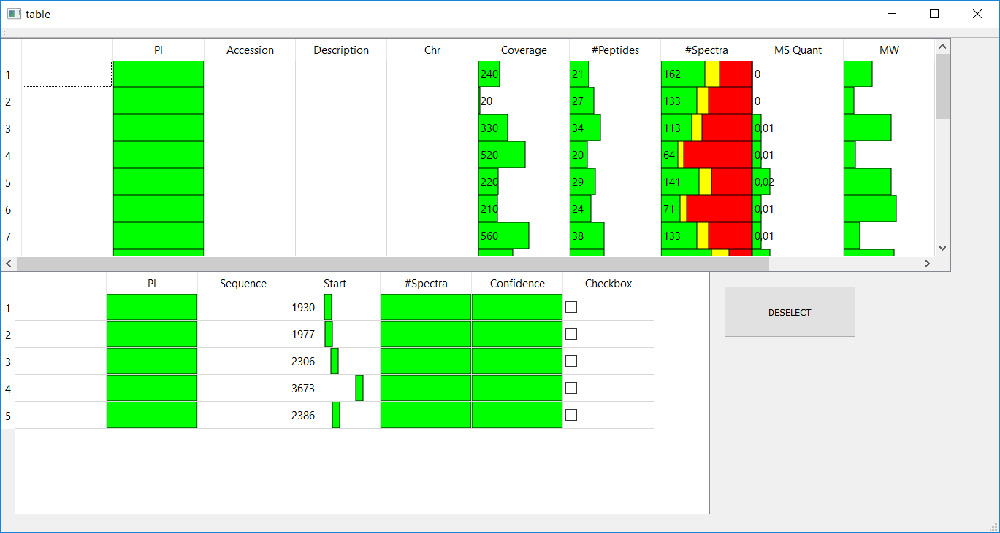 table
PI Accession Description Chr Coverage #Peptides #Spectra MS Quant MW
1 240 21 162 0
2 20 27 133 0
3 330 34 113 0,01
4 520 20 64 0,01
5 220 29 141 0,02
6 210 24 71 0,01
7 560 38 133 0,01
PI Sequence Start #Spectra Confidence Checkbox
1 1930
2 1977
3 2306
4 3673
5 2386
DESELECT